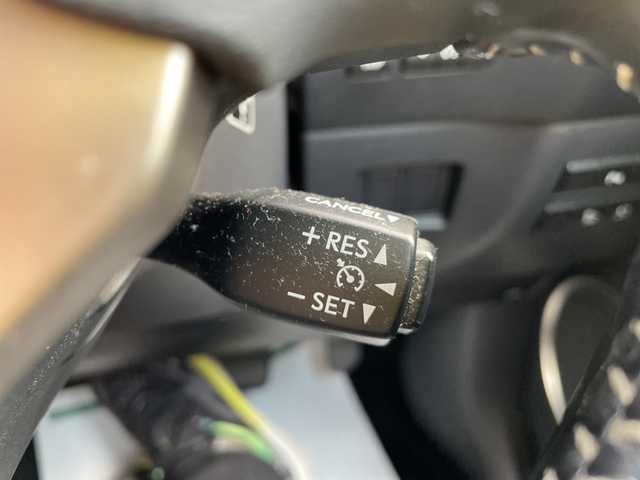 CANCEL▼
+ RES▲
◀
− SET▼